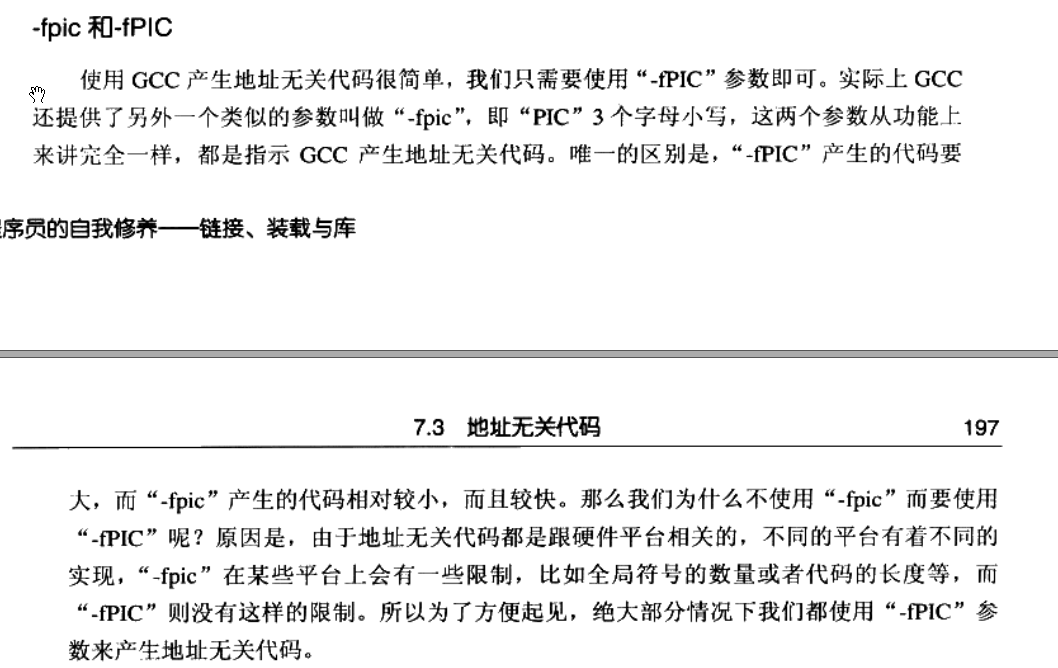 -fpic 和-fPIC
使用 GCC 产生地址无关代码很简单，我们只需要使用“-fPIC”参数即可。实际上 GCC
还提供了另外一个类似的参数叫做“-fpic”，即“PIC”3 个字母小写，这两个参数从功能上
来讲完全一样，都是指示 GCC 产生地址无关代码。唯一的区别是，“-fPIC”产生的代码要
序员的自我修养——链接、装载与库
7.3 地址无关代码 197
大，而“-fpic”产生的代码相对较小，而且较快。那么我们为什么不使用“-fpic”而要使用
“-fPIC”呢？原因是，由于地址无关代码都是跟硬件平台相关的，不同的平台有着不同的
实现，“-fpic”在某些平台上会有一些限制，比如全局符号的数量或者代码的长度等，而
“-fPIC”则没有这样的限制。所以为了方便起见，绝大部分情况下我们都使用“-fPIC”参
数来产生地址无关代码。